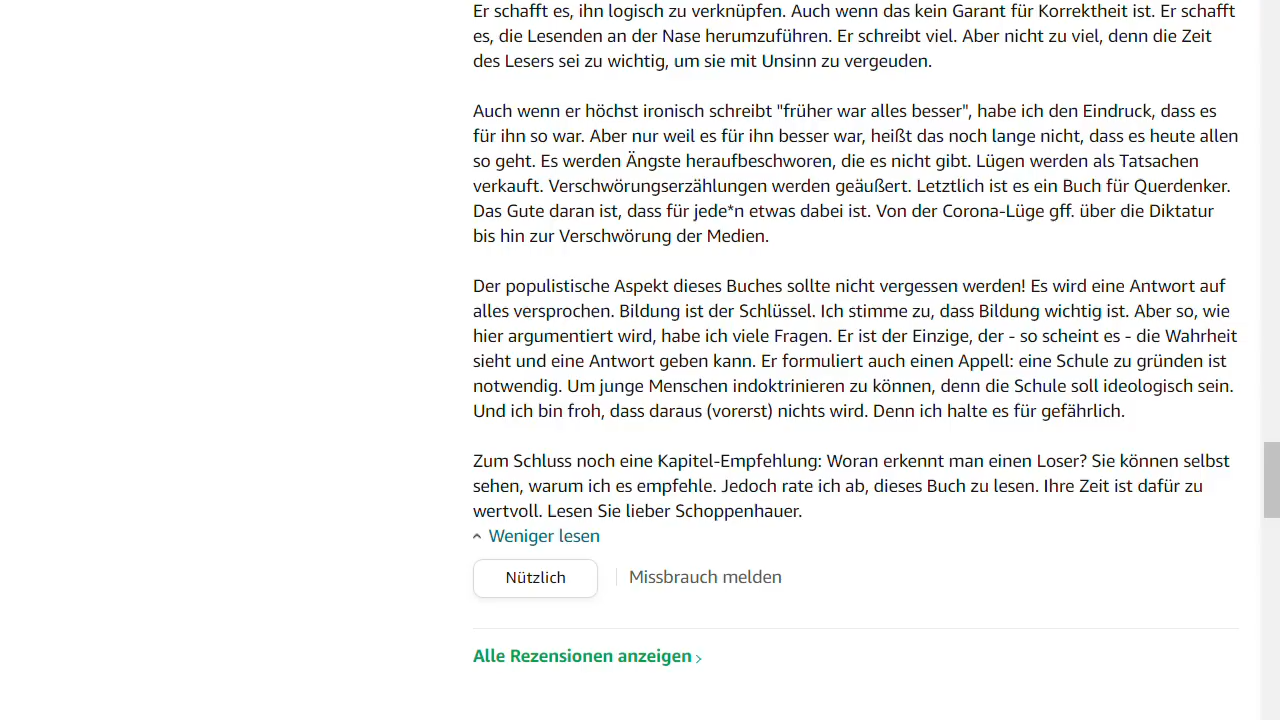 Er schafft es, ihn logisch zu verknüpfen. Auch wenn das kein Garant für Korrektheit ist. Er schafft
es, die Lesenden an der Nase herumzuführen. Er schreibt viel. Aber nicht zu viel, denn die Zeit
des Lesers sei zu wichtig, um sie mit Unsinn zu vergeuden.
Auch wenn er höchst ironisch schreibt "früher war alles besser", habe ich den Eindruck, dass es
für ihn so war. Aber nur weil es für ihn besser war, heißt das noch lange nicht, dass es heute allen
so geht. Es werden Ängste heraufbeschworen, die es nicht gibt. Lügen werden als Tatsachen
verkauft. Verschwörungserzählungen werden geäußert. Letztlich ist es ein Buch für Querdenker.
Das Gute daran ist, dass für jede*n etwas dabei ist. Von der Corona-Lüge gff. über die Diktatur
bis hin zur Verschwörung der Medien.
Der populistische Aspekt dieses Buches sollte nicht vergessen werden! Es wird eine Antwort auf
alles versprochen. Bildung ist der Schlüssel. Ich stimme zu, dass Bildung wichtig ist. Aber so, wie
hier argumentiert wird, habe ich viele Fragen. Er ist der Einzige, der - so scheint es - die Wahrheit
sieht und eine Antwort geben kann. Er formuliert auch einen Appell: eine Schule zu gründen ist
notwendig. Um junge Menschen indoktrinieren zu können, denn die Schule soll ideologisch sein.
Und ich bin froh, dass daraus (vorerst) nichts wird. Denn ich halte es für gefährlich.
Zum Schluss noch eine Kapitel-Empfehlung: Woran erkennt man einen Loser? Sie können selbst
sehen, warum ich es empfehle. Jedoch rate ich ab, dieses Buch zu lesen. Ihre Zeit ist dafür zu
wertvoll. Lesen Sie lieber Schoppenhauer.
Weniger lesen
Nützlich Missbrauch melden
Alle Rezensionen anzeigen